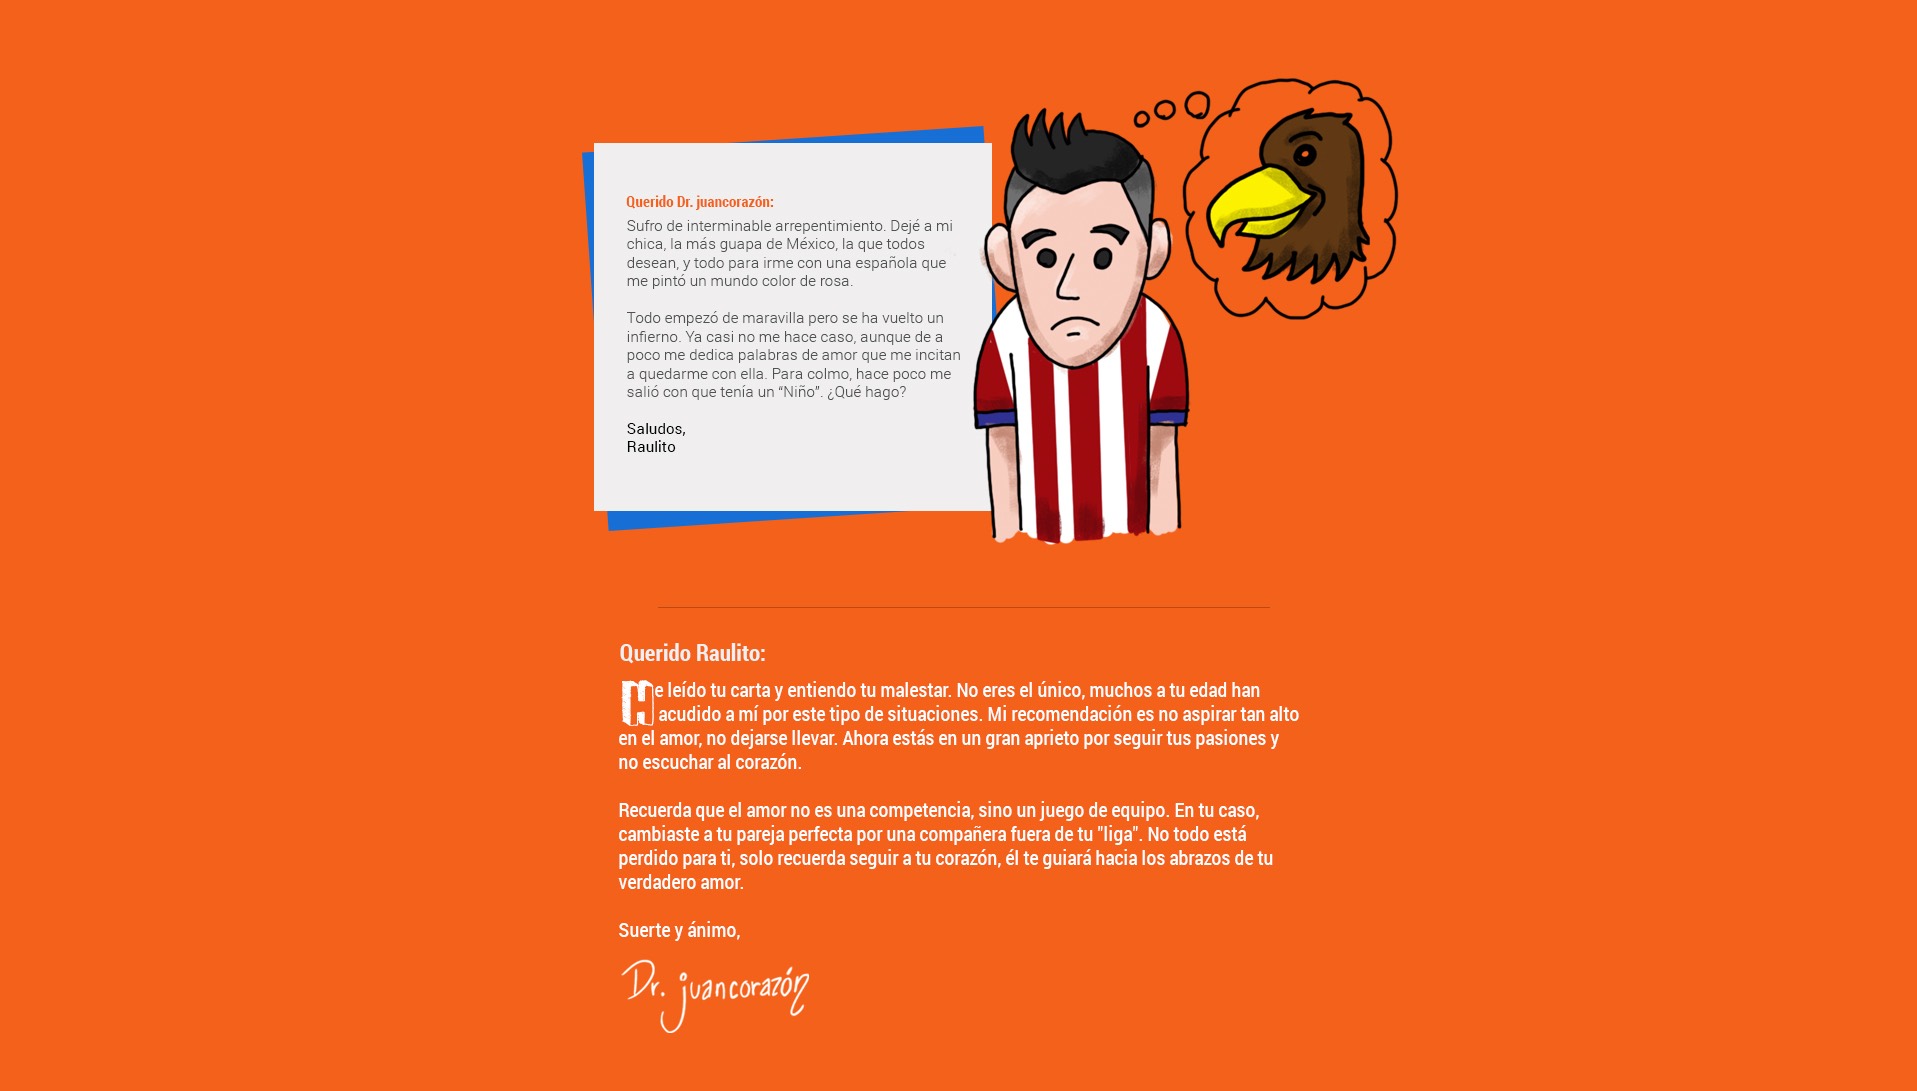 Querido Dr. juancorazón:
Sufro de interminable arrepentimiento. Dejé a mi
chica, la más guapa de México, la que todos
desean, y todo para irme con una española que
me pintó un mundo color de rosa.
Todo empezó de maravilla pero se ha vuelto un
infierno. Ya casi no me hace caso, aunque de a
poco me dedica palabras de amor que me incitan
a quedarme con ella. Para colmo, hace poco me
salió con que tenía un “Niño”. ¿Qué hago?
Saludos,
Raulito
Querido Raulito:
He leído tu carta y entiendo tu malestar. No eres el único, muchos a tu edad han
acudido a mí por este tipo de situaciones. Mi recomendación es no aspirar tan alto
en el amor, no dejarse llevar. Ahora estás en un gran aprieto por seguir tus pasiones y
no escuchar al corazón.
Recuerda que el amor no es una competencia, sino un juego de equipo. En tu caso,
cambiaste a tu pareja perfecta por una compañera fuera de tu "liga". No todo está
perdido para ti, solo recuerda seguir a tu corazón, él te guiará hacia los abrazos de tu
verdadero amor.
Suerte y ánimo,
Dr. juancorazón